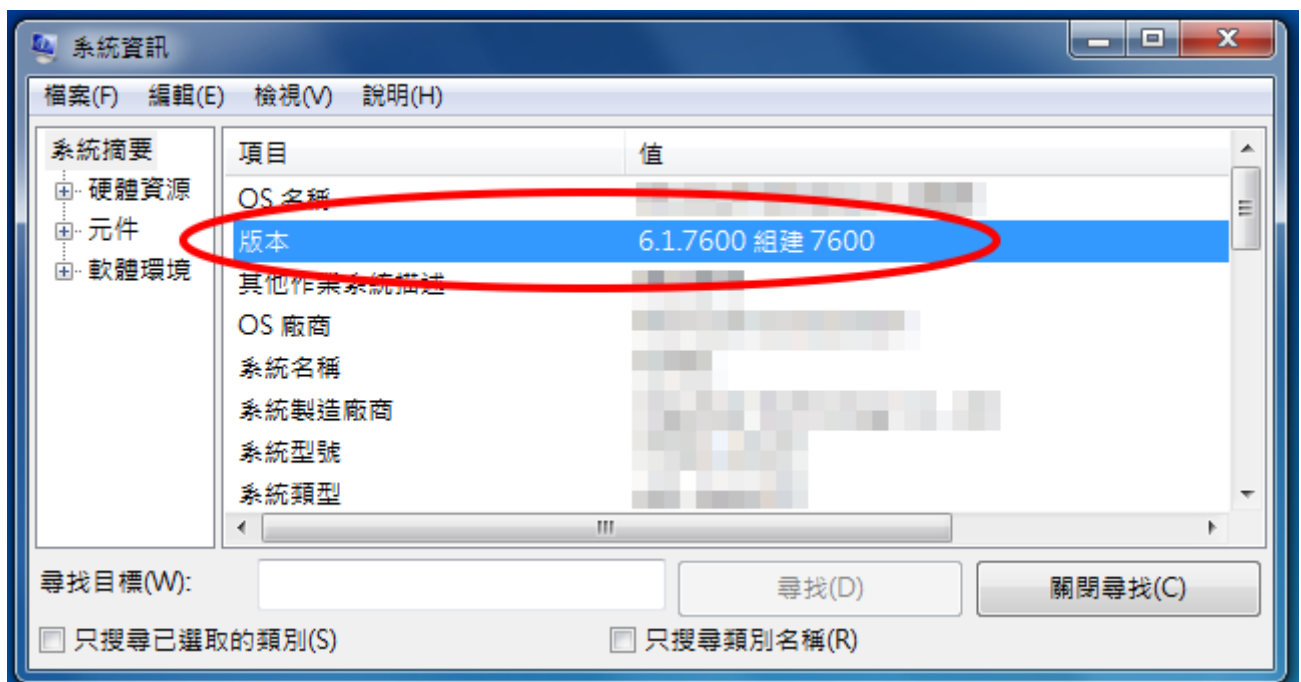 系統資訊
檔案(F) 編輯(E) 檢視(V) 說明(H)
系統摘要
硬體資源
元件
軟體環境
項目 值
OS 名稱
版本 6.1.7600 組建 7600
其他作業系統描述
OS 廠商
系統名稱
系統製造廠商
系統型號
系統類型
尋找目標(W):
尋找(D)
關閉尋找(C)
只搜尋已選取的類別(S)
只搜尋類別名稱(R)